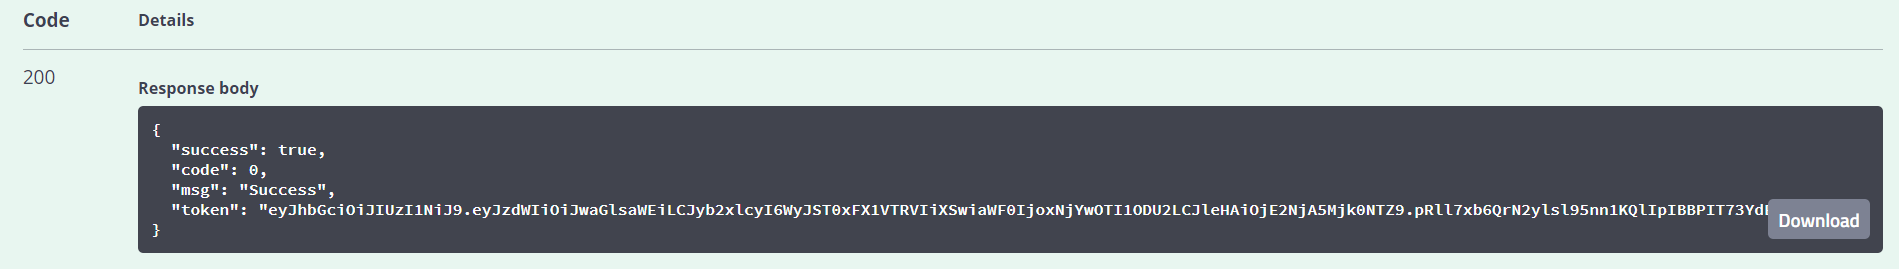 Code Details
200
Response body
{
"success": true,
"code": 0,
"msg": "Success",
"token": "eyJhbGciOiJIUzI1NiJ9.eyJzdWIiOiJwaGlsaWEiLCJyb2xlcyI6WyJST0xFX1VTRVIiXSwiaWF0IjoxNjYwOTI1ODU2LCJleHAiOjE2NjA5Mjk0NTZ9.pRll7xb6QrN2ylsl95nn1KQlIpIBBPIT73Yd
Download
}